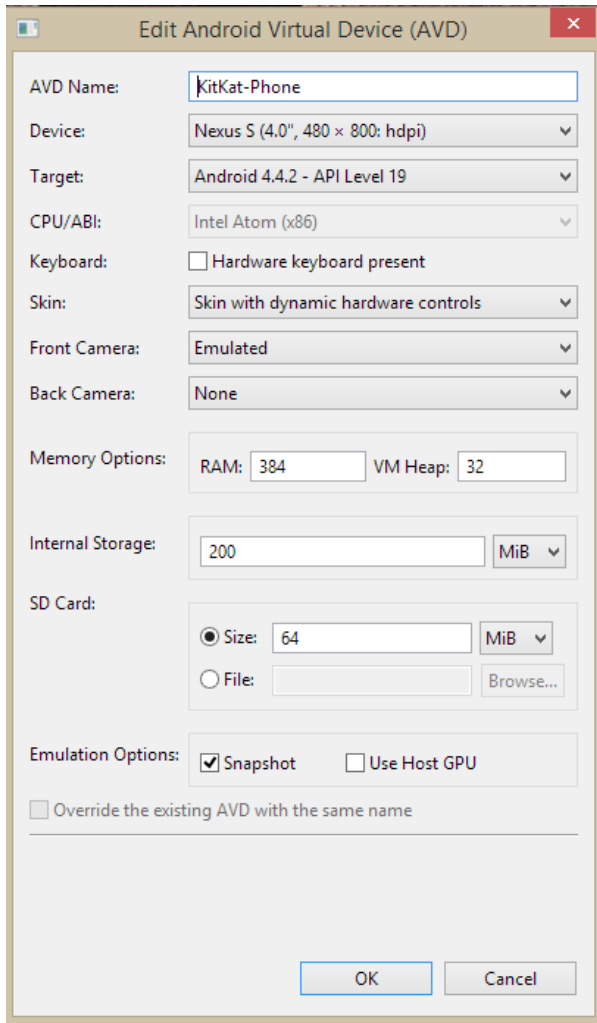 Edit Android Virtual Device (AVD)
AVD Name: KitKat-Phone
Device: Nexus S (4.0", 480 × 800: hdpi)
Target: Android 4.4.2 - API Level 19
CPU/ABI: Intel Atom (x86)
Keyboard: Hardware keyboard present
Skin: Skin with dynamic hardware controls
Front Camera: Emulated
Back Camera: None
Memory Options: RAM: 384 VM Heap: 32
Internal Storage: 200 MiB
SD Card:
Size: 64 MiB
File: Browse...
Emulation Options: Snapshot Use Host GPU
Override the existing AVD with the same name
OK Cancel